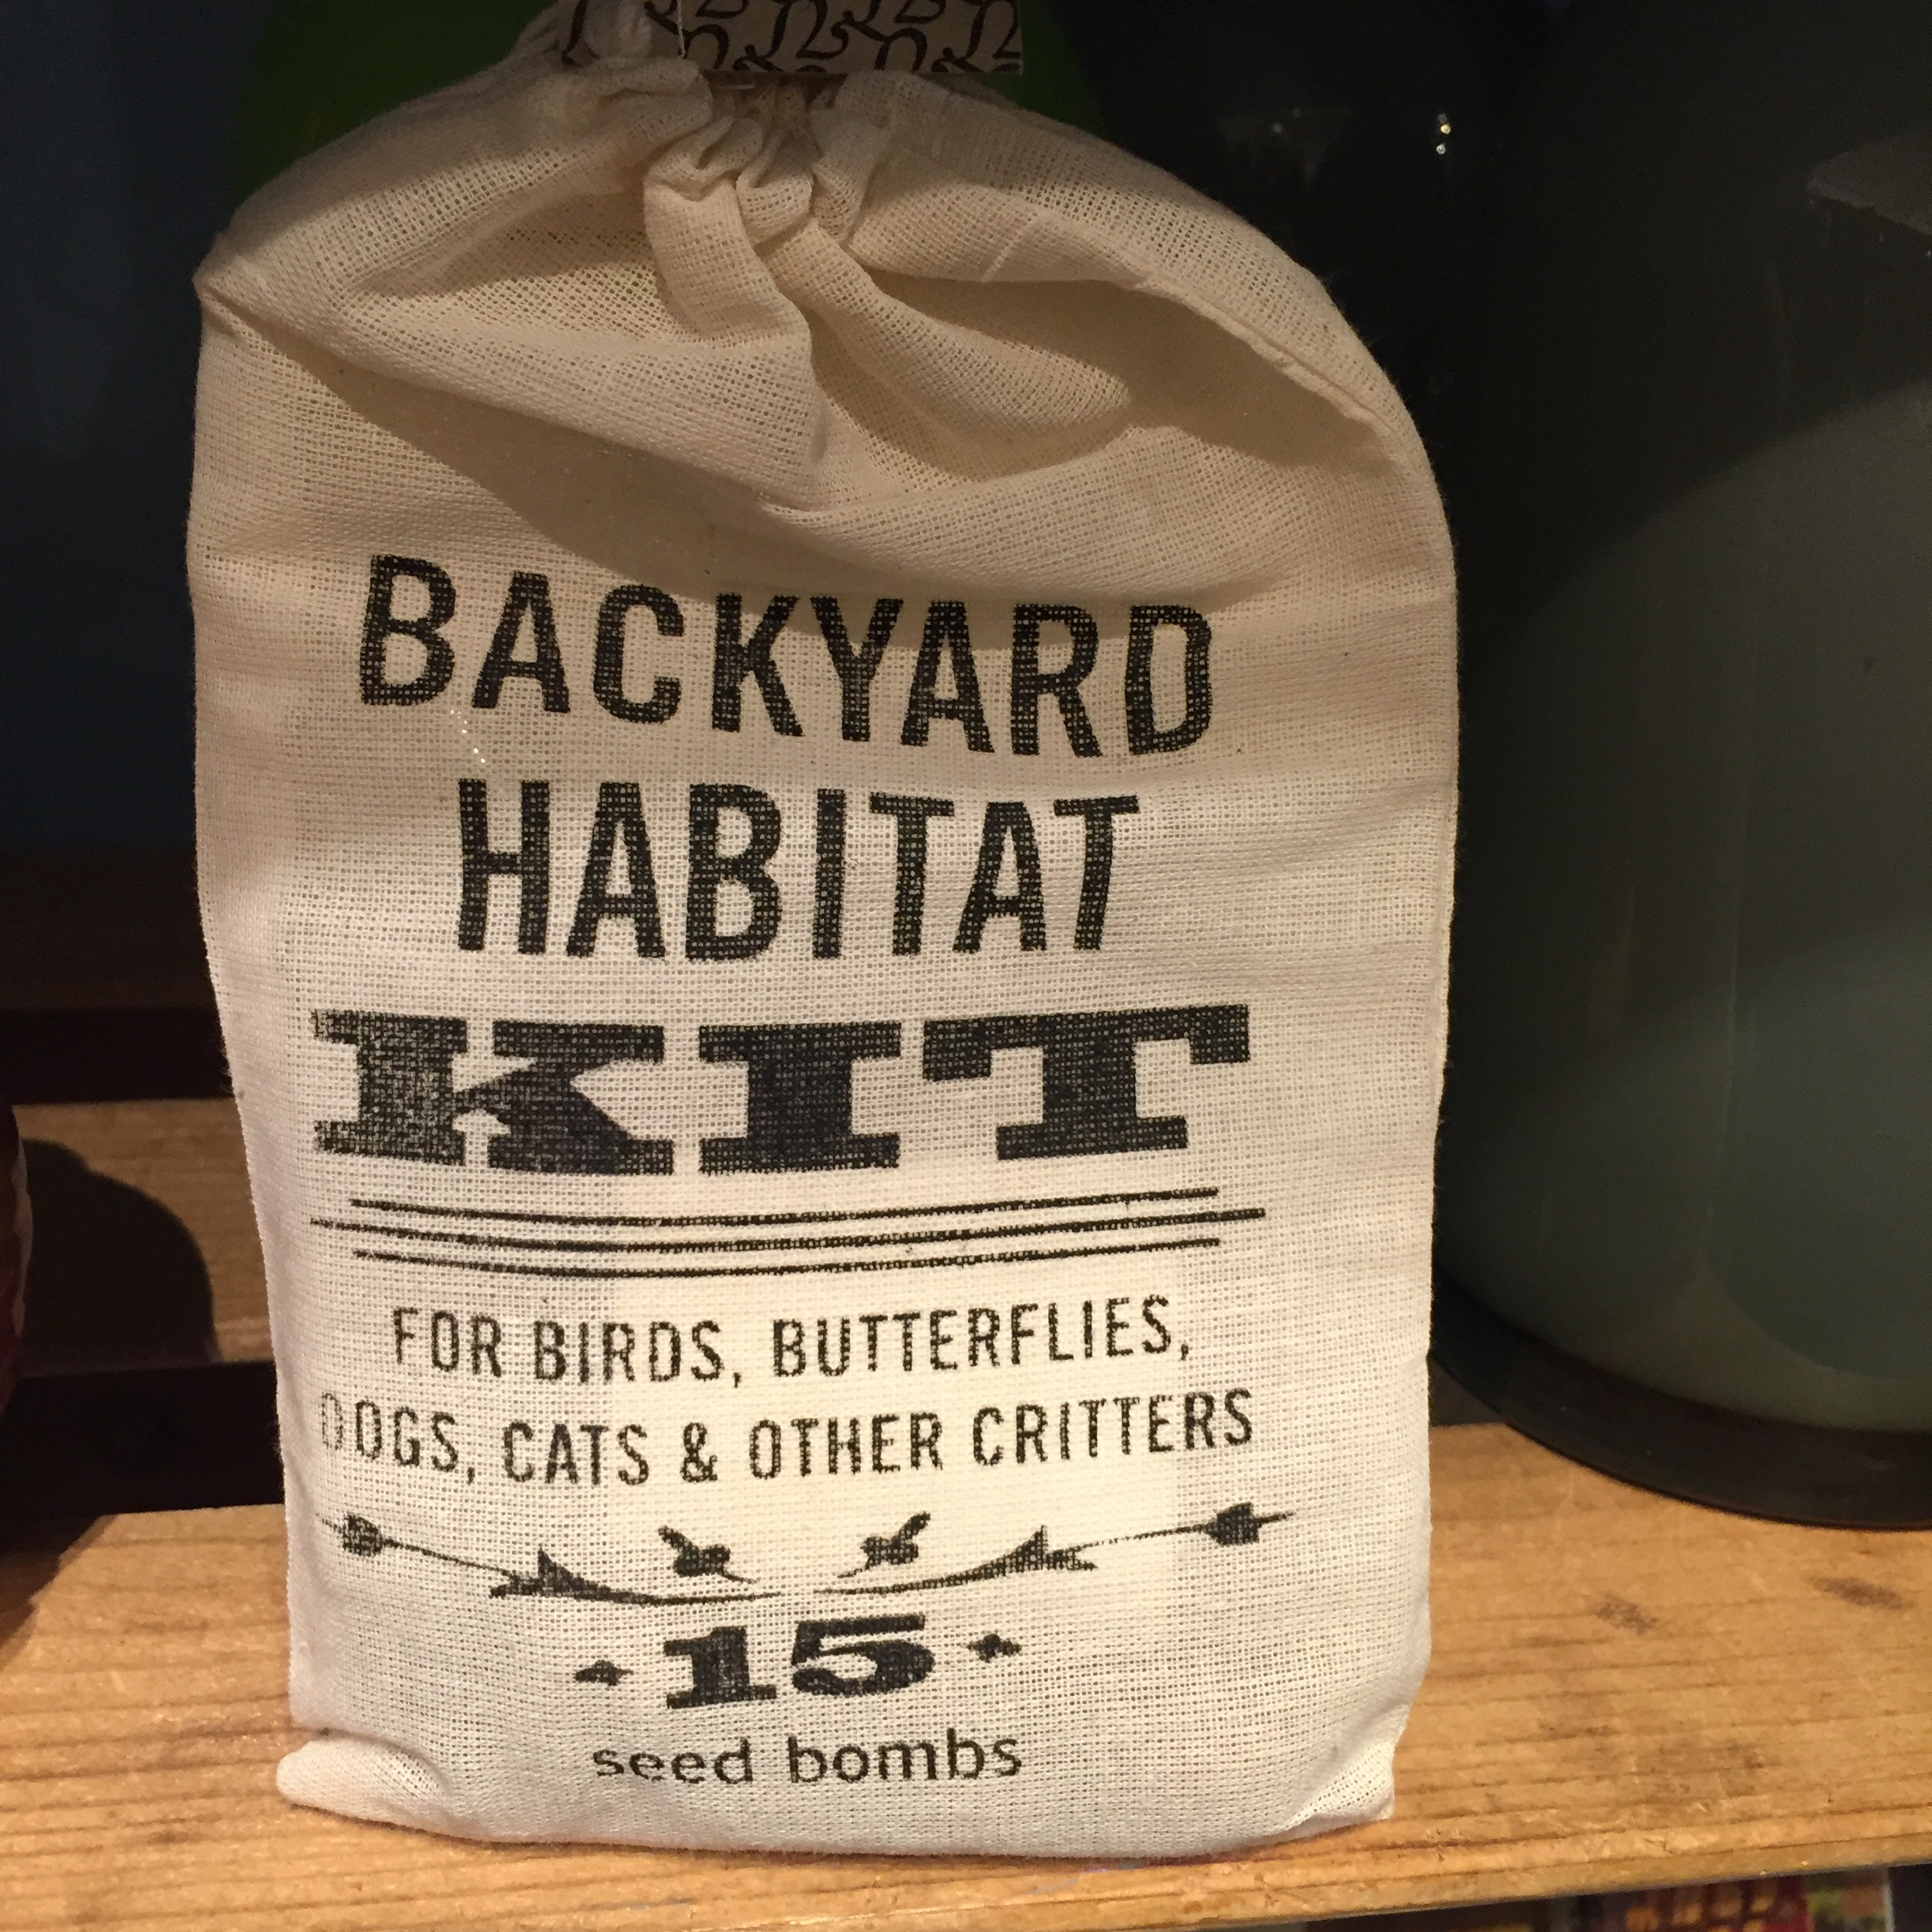 BACKYARD
HABITAT
KIT
FOR BIRDS, BUTTERFLIES,
DOGS, CATS & OTHER CRITTERS
15
seed bombs